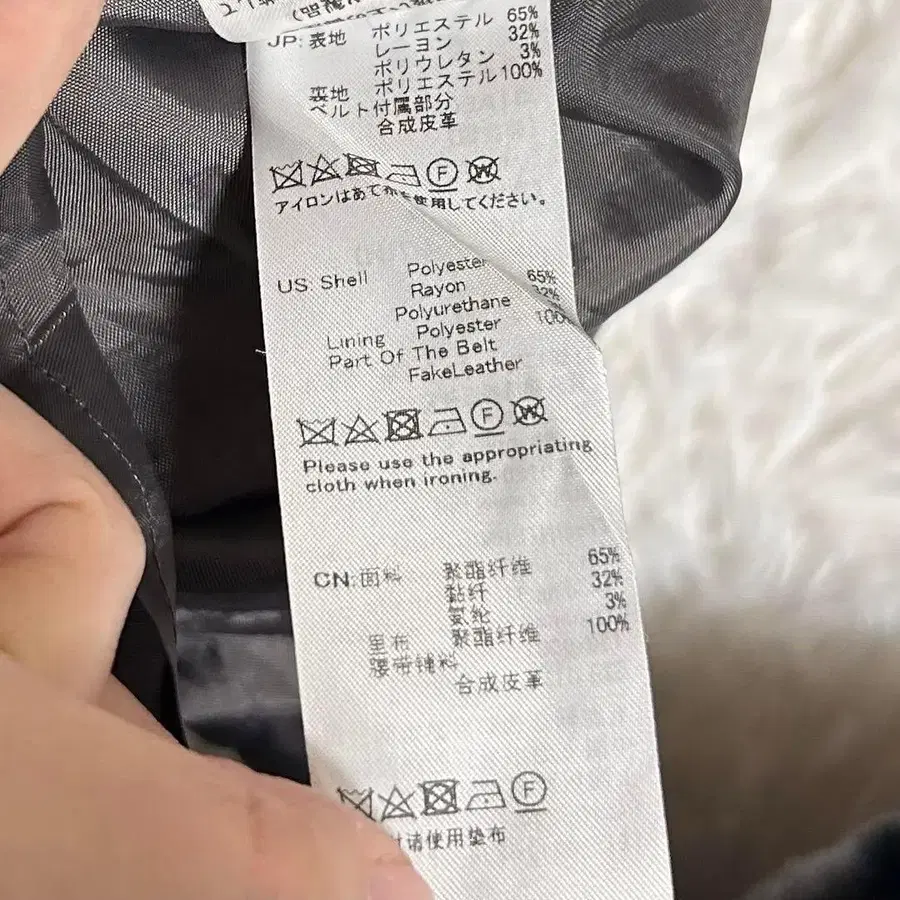 JP: 表地 ポリエステル 65%
レーヨン 32%
ポリウレタン 3%
裏地 ポリエステル 100%
ベルト付属部分
合成皮革
F W
アイロンはあて布を使用してください。
US: Shell Polyester 65%
Rayon 32%
Polyurethane
Lining Polyester 100%
Part Of The Belt
FakeLeather
F W
Please use the appropriating
cloth when ironing.
CN: 面料 聚酯纤维 65%
黏纤 32%
氨纶 3%
里布 聚酯纤维 100%
腰带辅料
合成皮革
F
请使用垫布